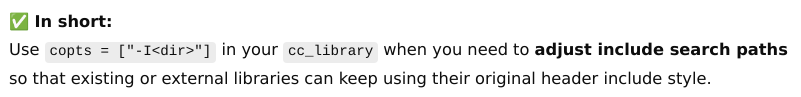 ✅ In short:
Use copts = ["-I<dir>"] in your cc_library when you need to adjust include search paths
so that existing or external libraries can keep using their original header include style.